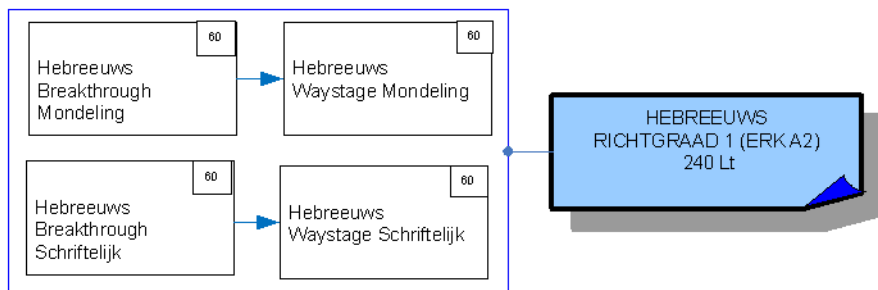 60
Hebreeuws
Breakthrough
Mondeling
60
Hebreeuws
Waystage Mondeling
60
Hebreeuws
Breakthrough
Schriftelijk
60
Hebreeuws
Waystage Schriftelijk
HEBREEUWS
RICHTGRAAD 1 (ERK A2)
240 Lt